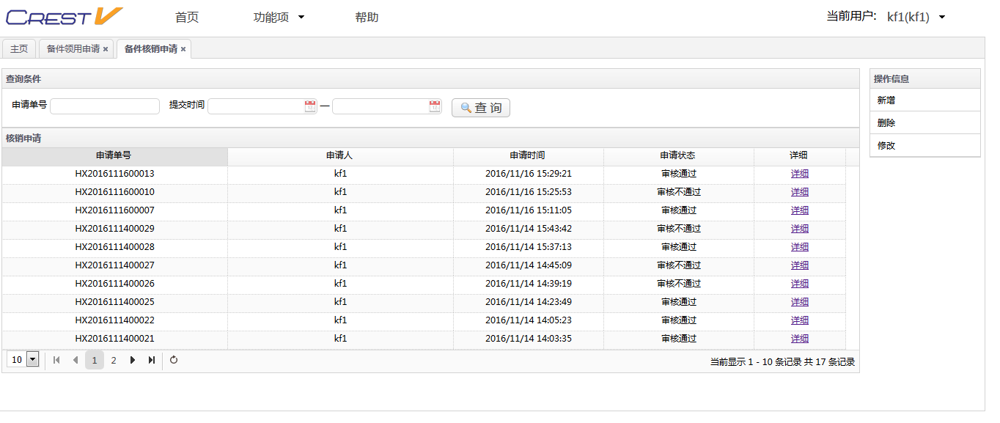 CRESTV 首页 功能项 帮助 当前用户: kf1(kf1)
主页 备件领用申请 × 备件核销申请 ×
查询条件 操作信息
申请单号 提交时间 — 查 询
新增
删除
修改
核销申请
申请单号 申请人 申请时间 申请状态 详细
HX2016111600013 kf1 2016/11/16 15:29:21 审核通过 详细
HX2016111600010 kf1 2016/11/16 15:25:53 审核不通过 详细
HX2016111600007 kf1 2016/11/16 15:11:05 审核通过 详细
HX2016111400029 kf1 2016/11/14 15:43:42 审核不通过 详细
HX2016111400028 kf1 2016/11/14 15:37:13 审核通过 详细
HX2016111400027 kf1 2016/11/14 14:45:09 审核不通过 详细
HX2016111400026 kf1 2016/11/14 14:39:19 审核不通过 详细
HX2016111400025 kf1 2016/11/14 14:23:49 审核通过 详细
HX2016111400022 kf1 2016/11/14 14:05:23 审核通过 详细
HX2016111400021 kf1 2016/11/14 14:03:35 审核通过 详细
10 1 2 当前显示 1 - 10 条记录 共 17 条记录